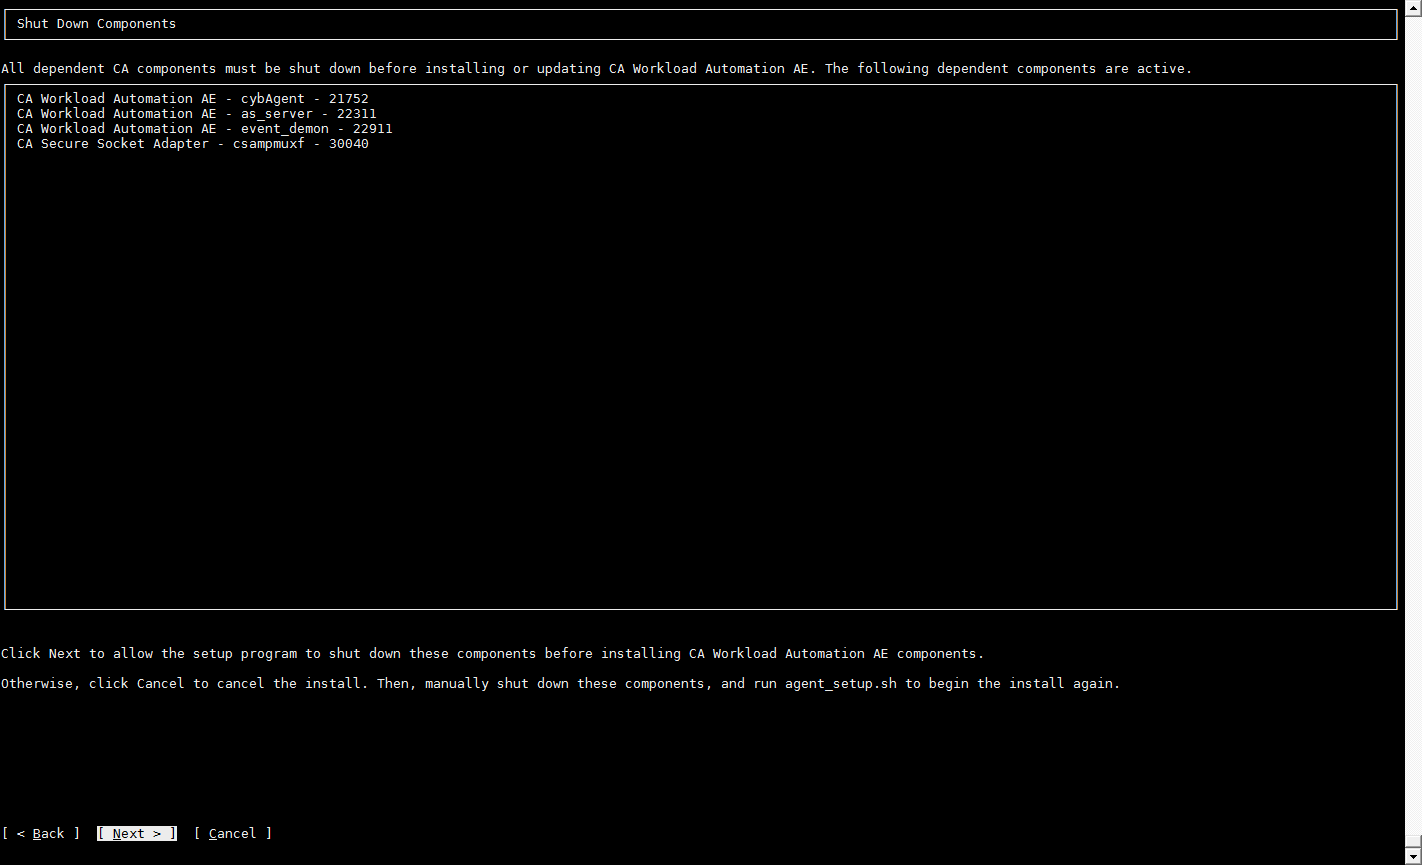 Shut Down Components
All dependent CA components must be shut down before installing or updating CA Workload Automation AE. The following dependent components are active.
CA Workload Automation AE - cybAgent - 21752
CA Workload Automation AE - as_server - 22311
CA Workload Automation AE - event_demon - 22911
CA Secure Socket Adapter - csampmuxf - 30040
Click Next to allow the setup program to shut down these components before installing CA Workload Automation AE components.
Otherwise, click Cancel to cancel the install. Then, manually shut down these components, and run agent_setup.sh to begin the install again.
[ < Back ]  [ Next > ]  [ Cancel ]